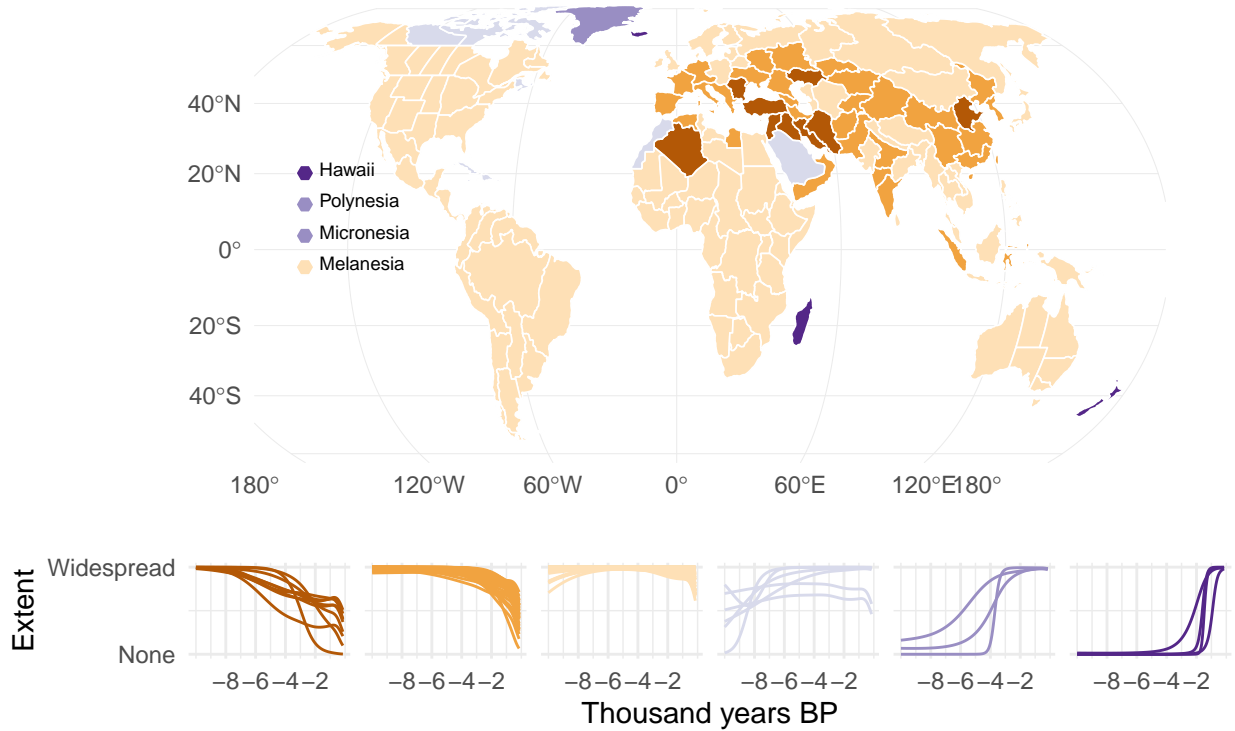 40°N
20°N
0°
20°S
40°S
Hawaii
Polynesia
Micronesia
Melanesia
180° 120°W 60°W 0° 60°E 120°E180°
Extent
Widespread
None
−8−6−4−2 −8−6−4−2 −8−6−4−2 −8−6−4−2 −8−6−4−2 −8−6−4−2
Thousand years BP